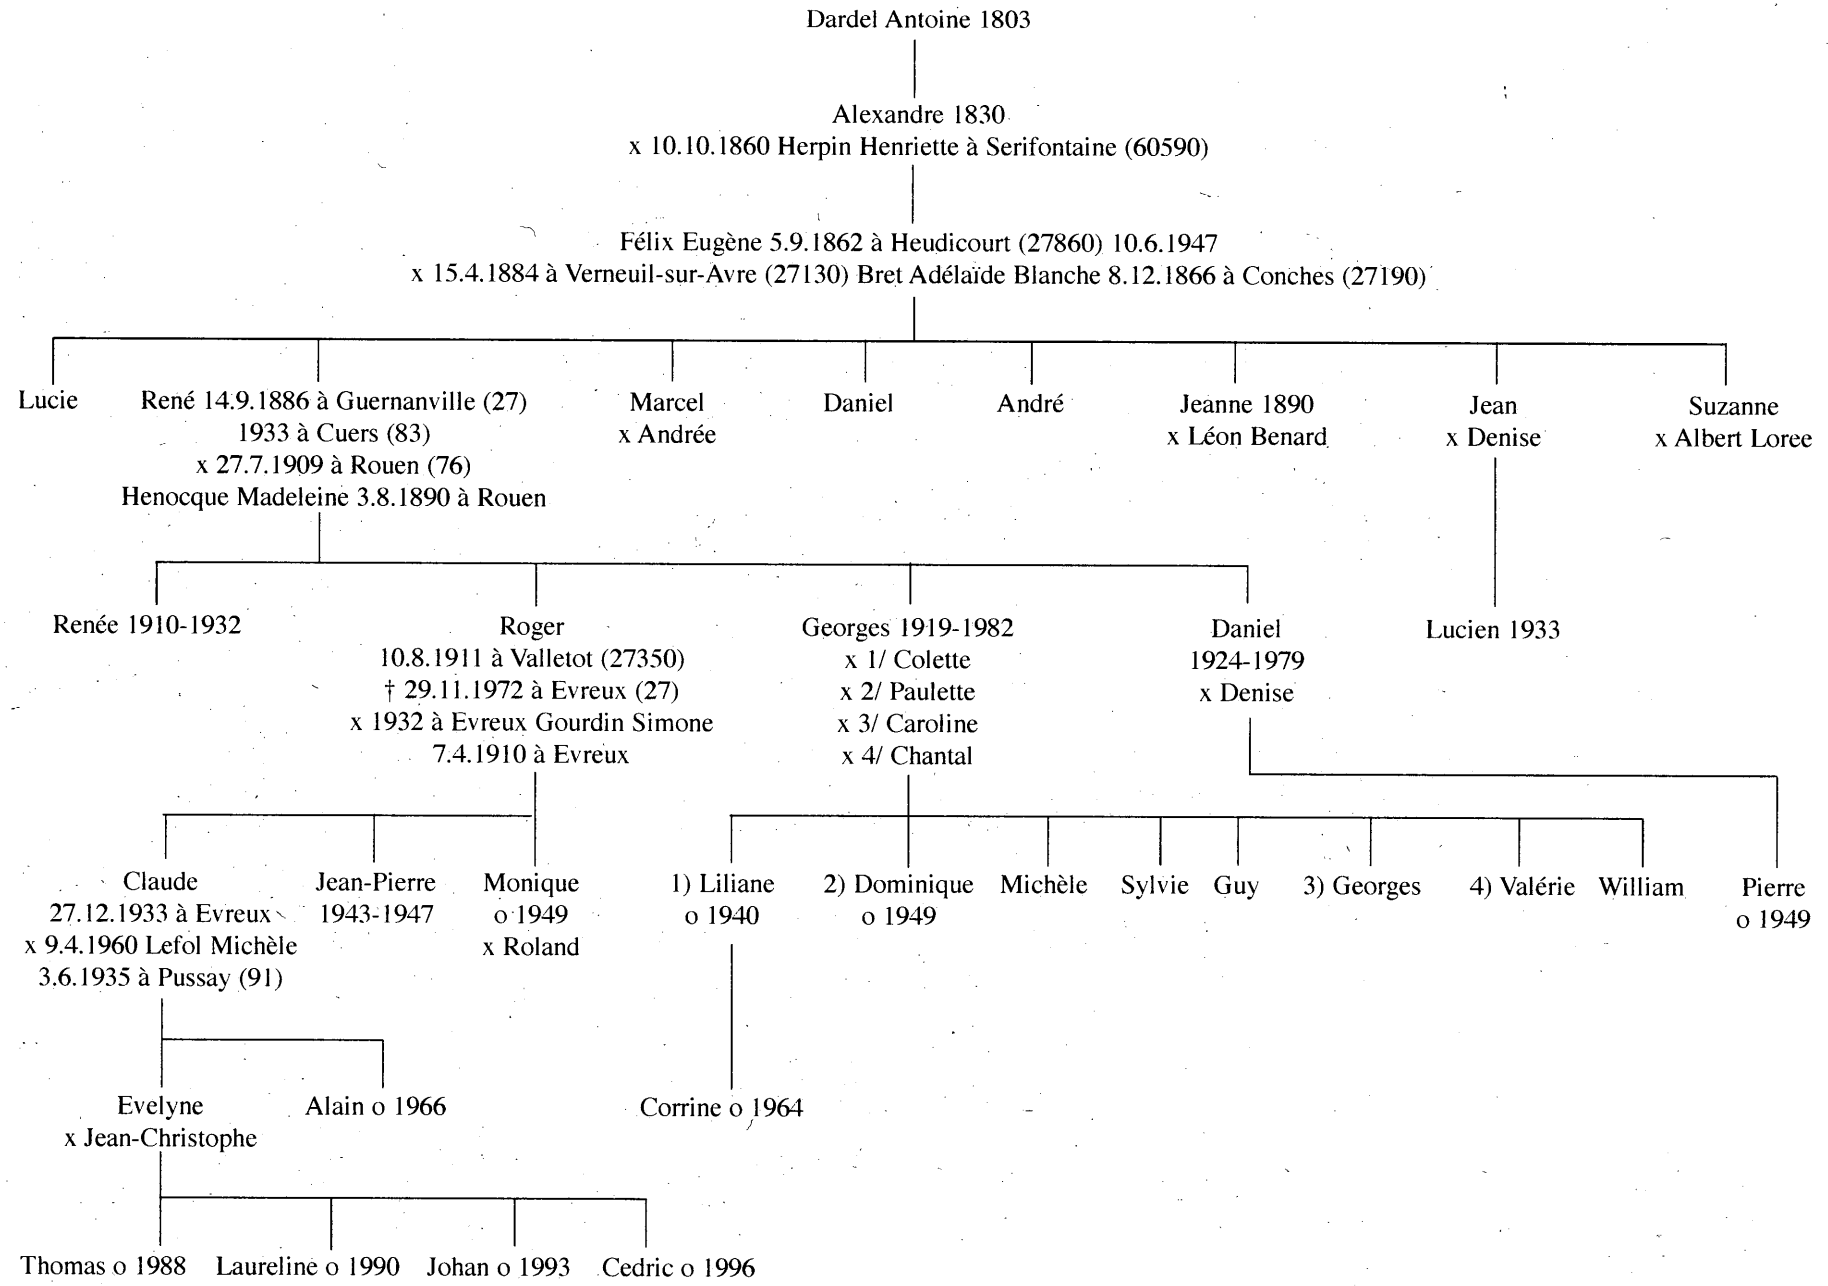 Dardel Antoine 1803
Alexandre 1830
x 10.10.1860 Herpin Henriette à Serifontaine (60590)
Félix Eugène 5.9.1862 à Heudicourt (27860) 10.6.1947
x 15.4.1884 à Verneuil-sur-Avre (27130) Bret Adélaïde Blanche 8.12.1866 à Conches (27190)
Lucie
René 14.9.1886 à Guernanville (27)
1933 à Cuers (83)
x 27.7.1909 à Rouen (76)
Henocque Madeleine 3.8.1890 à Rouen
Marcel
x Andrée
Daniel
André
Jeanne 1890
x Léon Benard
Jean
x Denise
Suzanne
x Albert Loree
Renée 1910-1932
Roger
10.8.1911 à Valletot (27350)
† 29.11.1972 à Evreux (27)
x 1932 à Evreux Gourdin Simone
7.4.1910 à Evreux
Georges 1919-1982
x 1/ Colette
x 2/ Paulette
x 3/ Caroline
x 4/ Chantal
Daniel
1924-1979
x Denise
Lucien 1933
Claude
27.12.1933 à Evreux
x 9.4.1960 Lefol Michèle
3.6.1935 à Pussay (91)
Jean-Pierre
1943-1947
Monique
o 1949
x Roland
1) Liliane
o 1940
2) Dominique
o 1949
Michèle
Sylvie
Guy
3) Georges
4) Valérie
William
Pierre
o 1949
Evelyne
x Jean-Christophe
Alain o 1966
Corrine o 1964
Thomas o 1988
Laureline o 1990
Johan o 1993
Cedric o 1996